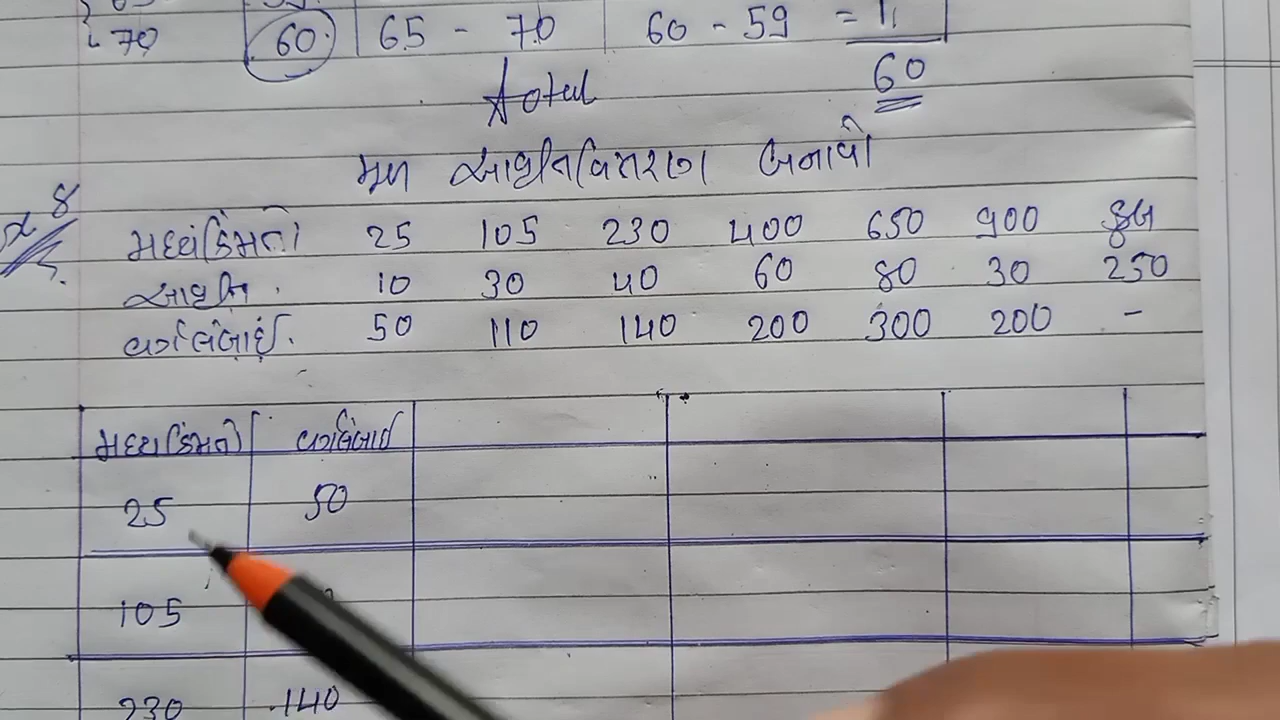 70 60 65 - 70 60 - 59 = 1
Total 60
મૂળ આવૃત્તિવિતરણ બનાવો
8
મધ્યકિંમતો 25 105 230 400 650 900 કુલ
આવૃત્તિ 10 30 40 60 80 30 250
વર્ગલંબાઈ. 50 110 140 200 300 200 -
મધ્યકિંમતો વર્ગલંબાઈ
25 50
105
230 140